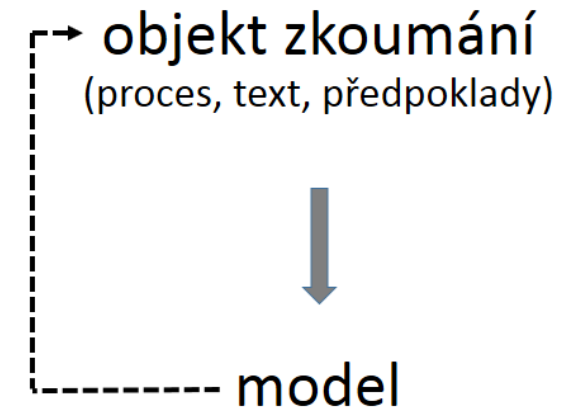 objekt zkoumání
(proces, text, předpoklady)
model